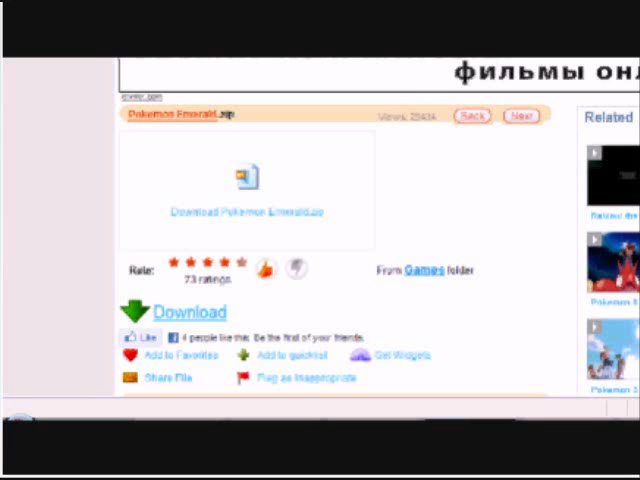 фильмы онл
Pokemon Emerald.zip
Views: 29434
Back
Next
Related
Download Pokemon Emerald.zip
Rate:
73 ratings
From Games folder
Download
Like
4 people like this. Be the first of your friends.
Add to Favorites
Add to quicklist
Get Widgets
Share File
Flag as inappropriate